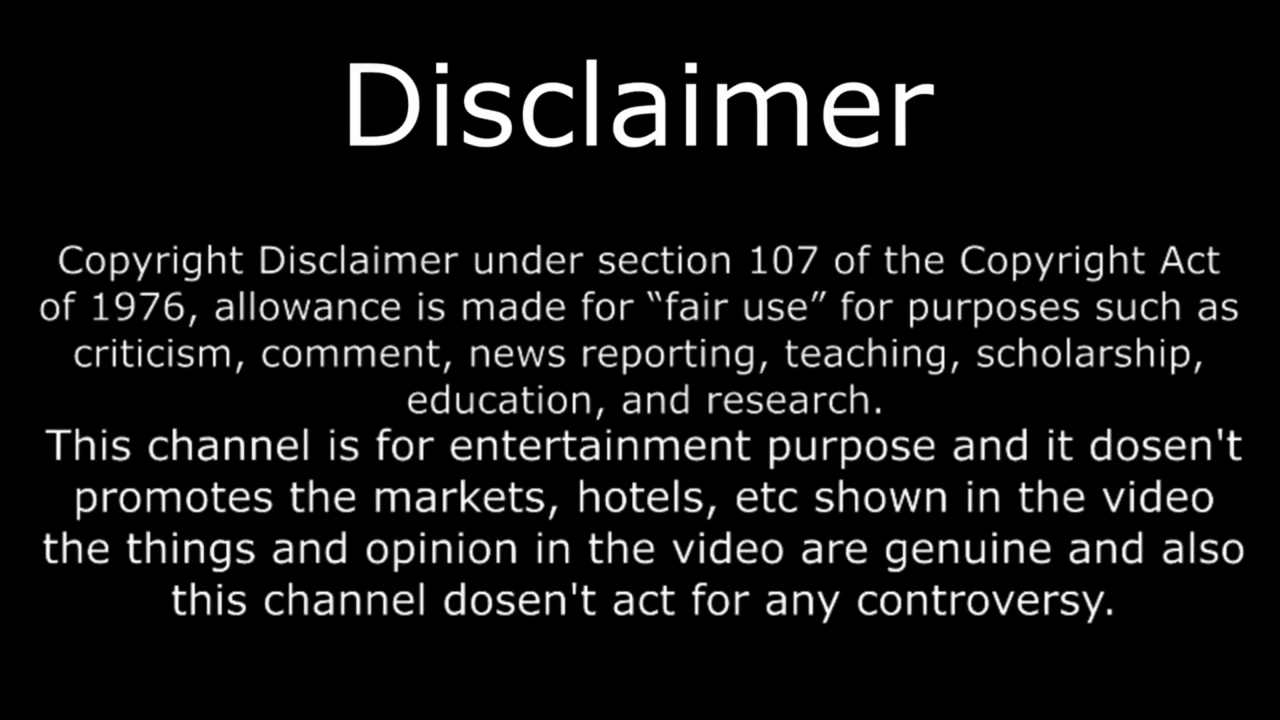 Disclaimer
Copyright Disclaimer under section 107 of the Copyright Act
of 1976, allowance is made for “fair use” for purposes such as
criticism, comment, news reporting, teaching, scholarship,
education, and research.
This channel is for entertainment purpose and it dosen't
promotes the markets, hotels, etc shown in the video
the things and opinion in the video are genuine and also
this channel dosen't act for any controversy.